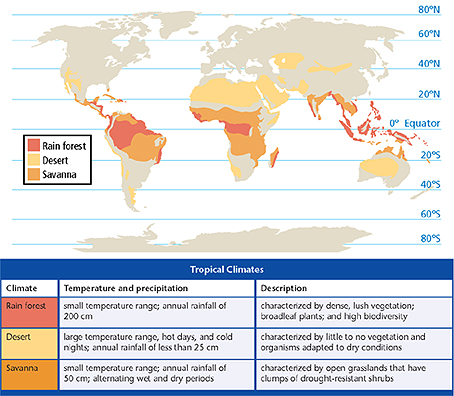 80°N
60°N
40°N
20°N
0° Equator
20°S
40°S
60°S
80°S
Rain forest
Desert
Savanna
Tropical Climates
Climate Temperature and precipitation Description
Rain forest small temperature range; annual rainfall of characterized by dense, lush vegetation;
200 cm broadleaf plants; and high biodiversity
Desert large temperature range, hot days, and cold characterized by little to no vegetation and
nights; annual rainfall of less than 25 cm organisms adapted to dry conditions
Savanna small temperature range; annual rainfall of characterized by open grasslands that have
50 cm; alternating wet and dry periods clumps of drought-resistant shrubs